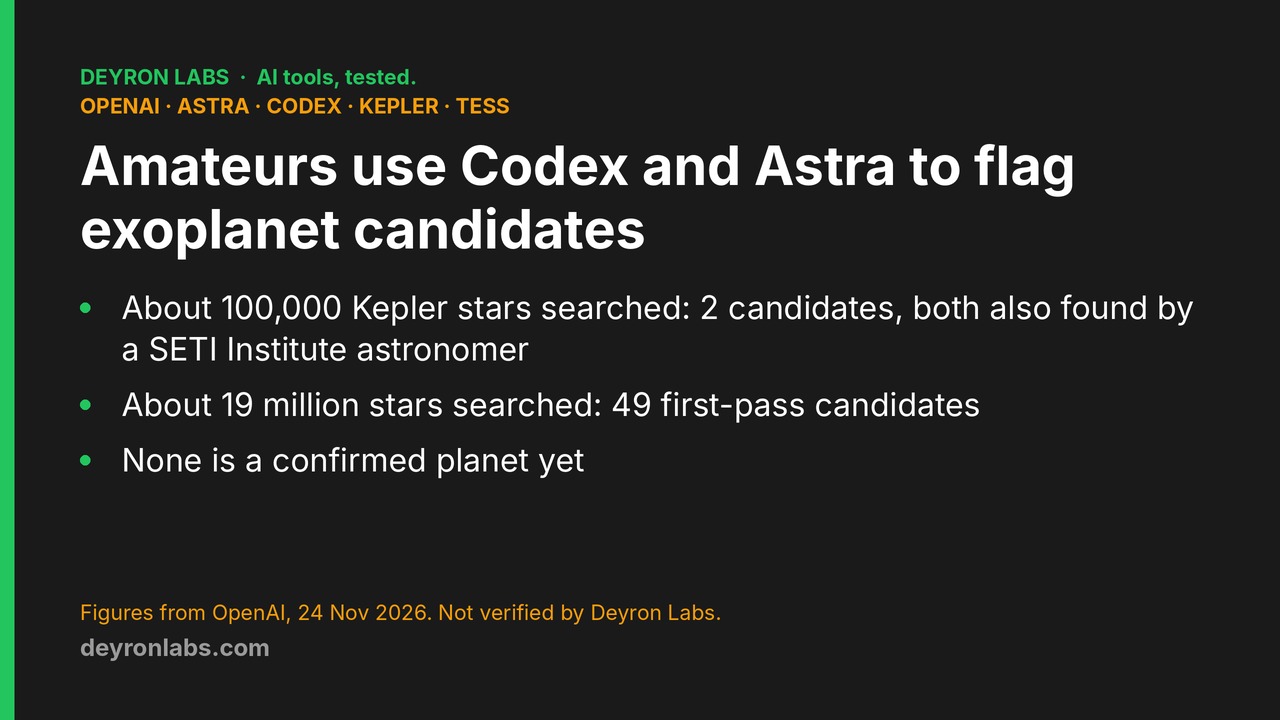 DEYRON LABS · AI tools, tested.
OPENAI · ASTRA · CODEX · KEPLER · TESS
Amateurs use Codex and Astra to flag
exoplanet candidates
• About 100,000 Kepler stars searched: 2 candidates, both also found by
a SETI Institute astronomer
• About 19 million stars searched: 49 first-pass candidates
• None is a confirmed planet yet
Figures from OpenAI, 24 Nov 2026. Not verified by Deyron Labs.
deyronlabs.com